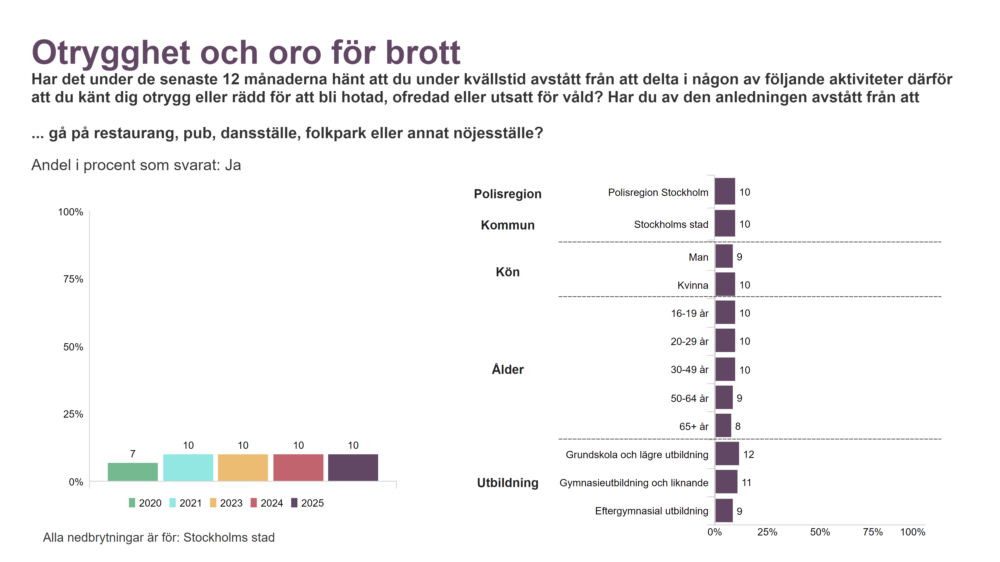 Otrygghet och oro för brott
Har det under de senaste 12 månaderna hänt att du under kvällstid avstått från att delta i någon av följande aktiviteter därför
att du känt dig otrygg eller rädd för att bli hotad, ofredad eller utsatt för våld? Har du av den anledningen avstått från att
... gå på restaurang, pub, dansställe, folkpark eller annat nöjesställe?
Andel i procent som svarat: Ja
100%
75%
50%
25%
0%
7
10
10
10
10
2020 2021 2023 2024 2025
Alla nedbrytningar är för: Stockholms stad
Polisregion
Polisregion Stockholm 10
Kommun
Stockholms stad 10
Kön
Man 9
Kvinna 10
Ålder
16-19 år 10
20-29 år 10
30-49 år 10
50-64 år 9
65+ år 8
Utbildning
Grundskola och lägre utbildning 12
Gymnasieutbildning och liknande 11
Eftergymnasial utbildning 9
0% 25% 50% 75% 100%